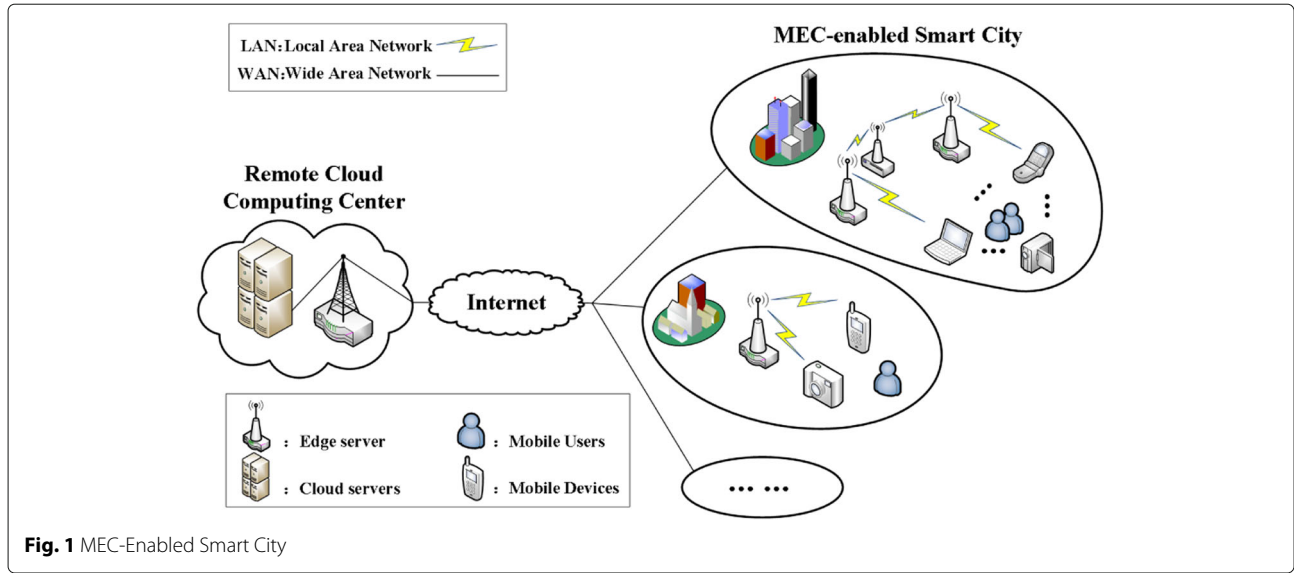 LAN:Local Area Network
WAN:Wide Area Network
MEC-enabled Smart City
Remote Cloud
Computing Center
Internet
: Edge server
: Mobile Users
: Cloud servers
: Mobile Devices
••• •••
Fig. 1 MEC-Enabled Smart City